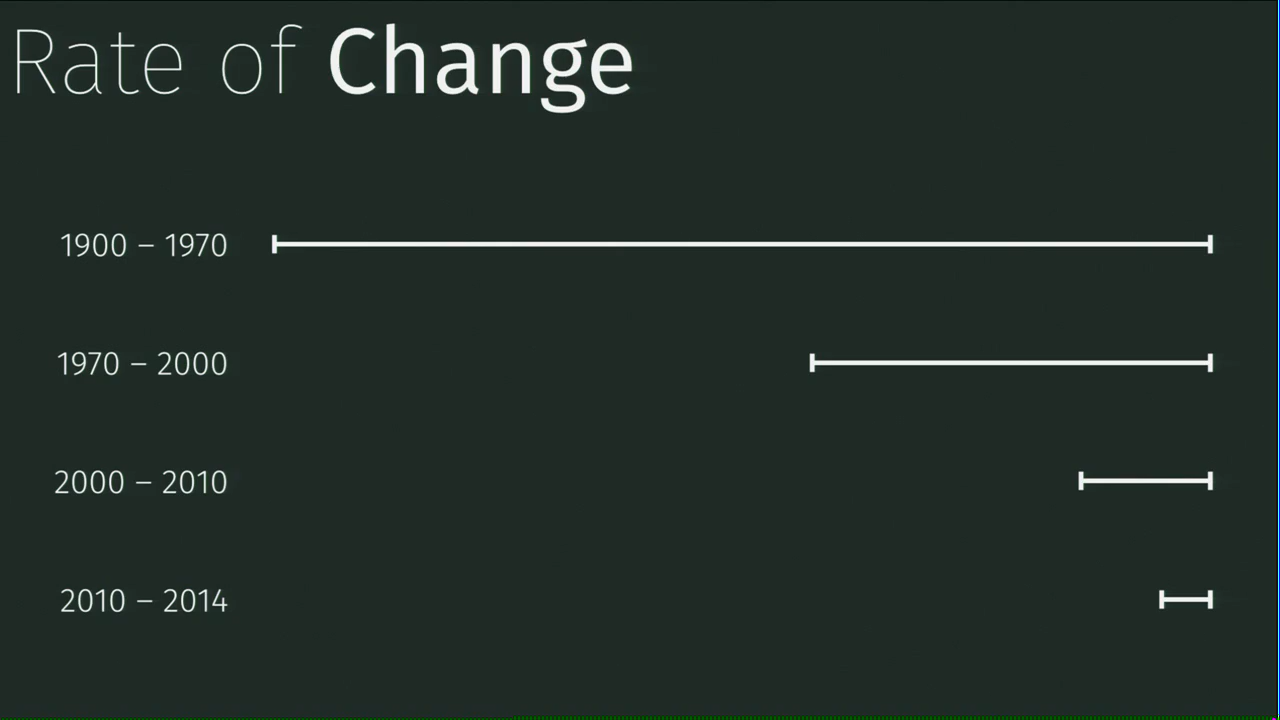 Rate of Change
1900 – 1970
1970 – 2000
2000 – 2010
2010 – 2014